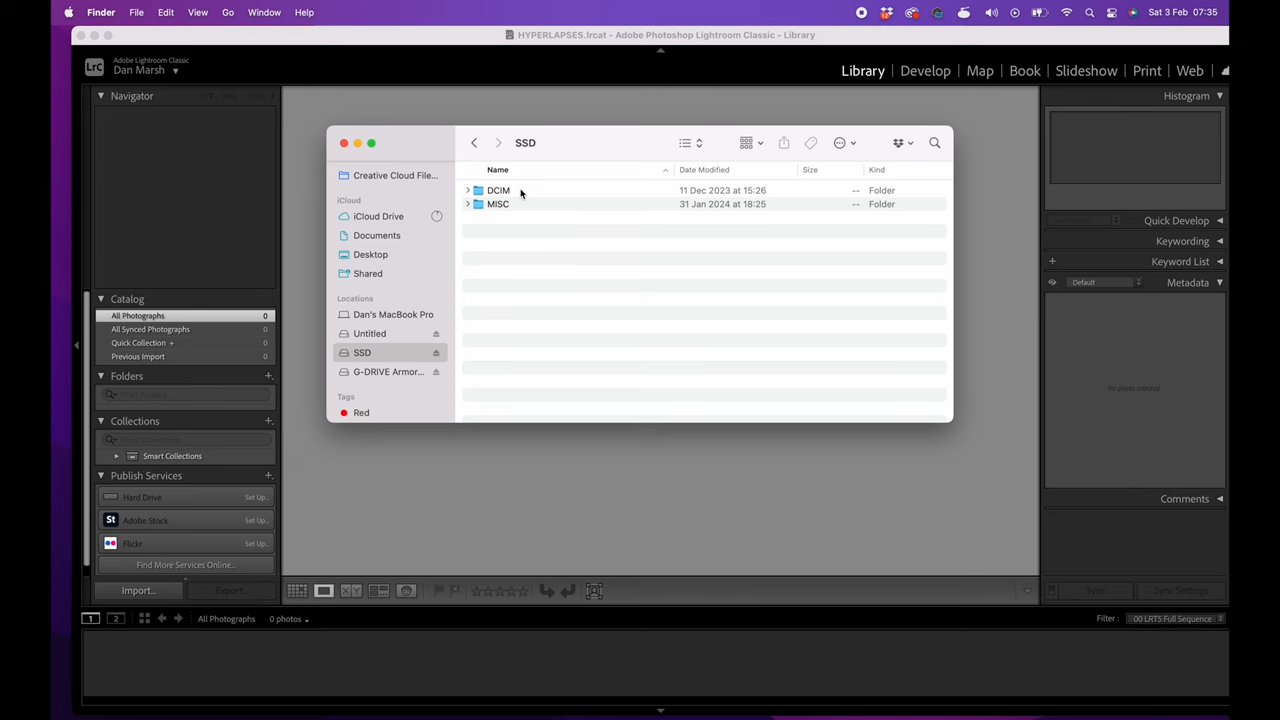 Finder File Edit View Go Window Help Sat 3 Feb 07:35
HYPERLAPSES.lrcat - Adobe Photoshop Lightroom Classic - Library
LrC Adobe Lightroom Classic
Dan Marsh
Library | Develop | Map | Book | Slideshow | Print | Web
Navigator
Histogram
SSD
Name Date Modified Size Kind
DCIM 11 Dec 2023 at 15:26 -- Folder
MISC 31 Jan 2024 at 18:25 -- Folder
Creative Cloud File...
iCloud
iCloud Drive
Documents
Desktop
Shared
Locations
Dan's MacBook Pro
Untitled
SSD
G-DRIVE Armor...
Tags
Red
Catalog
All Photographs 0
All Synced Photographs 0
Quick Collection + 0
Previous Import 0
Folders
Filter Folders
Collections
Filter Collections
Smart Collections
Publish Services
Hard Drive Set Up...
St Adobe Stock Set Up...
Flickr Set Up...
Find More Services Online...
Import... Export...
Quick Develop
Keywording
Keyword List
Default Metadata
No photo selected
Comments
Sync Sync Settings
1 2 All Photographs 0 photos
Filter : 00 LRT5 Full Sequence